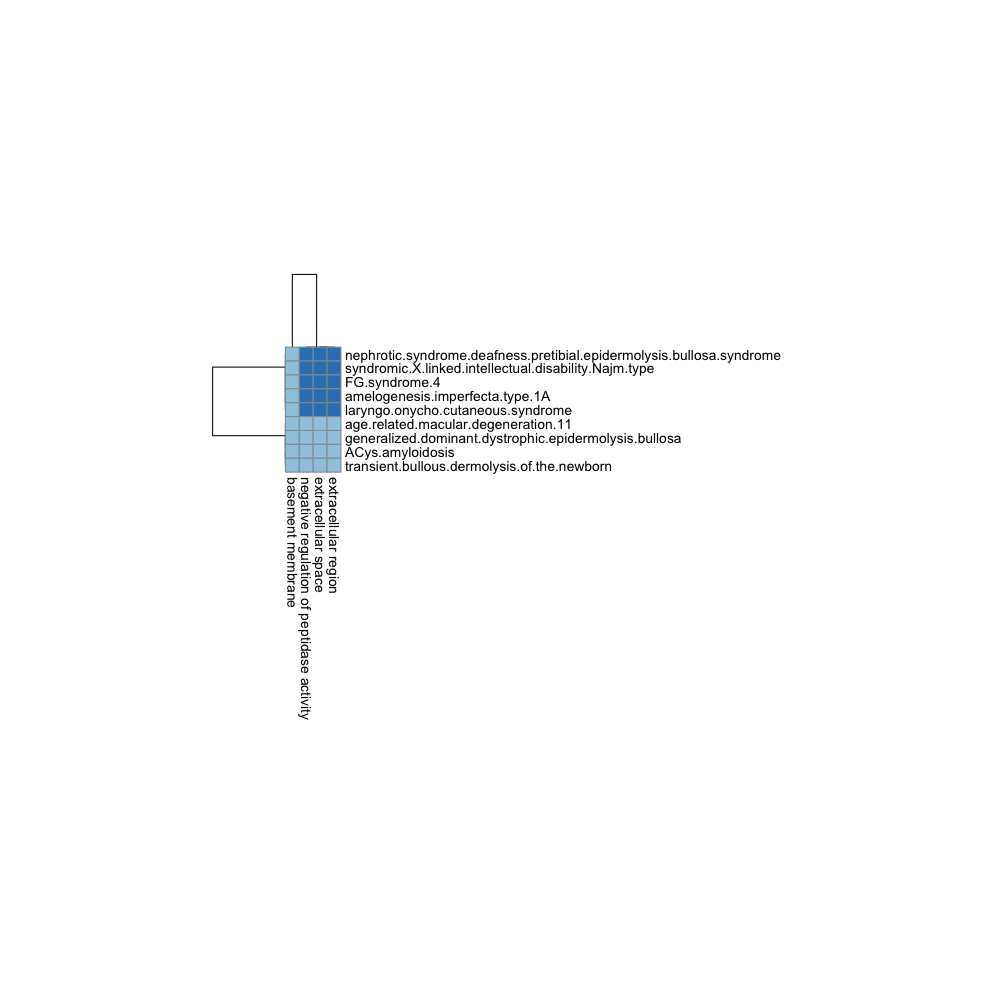 nephrotic.syndrome.deafness.pretibial.epidermolysis.bullosa.syndrome
syndromic.X.linked.intellectual.disability.Najm.type
FG.syndrome.4
amelogenesis.imperfecta.type.1A
laryngo.onycho.cutaneous.syndrome
age.related.macular.degeneration.11
generalized.dominant.dystrophic.epidermolysis.bullosa
ACys.amyloidosis
transient.bullous.dermolysis.of.the.newborn
basement membrane
negative regulation of peptidase activity
extracellular space
extracellular region